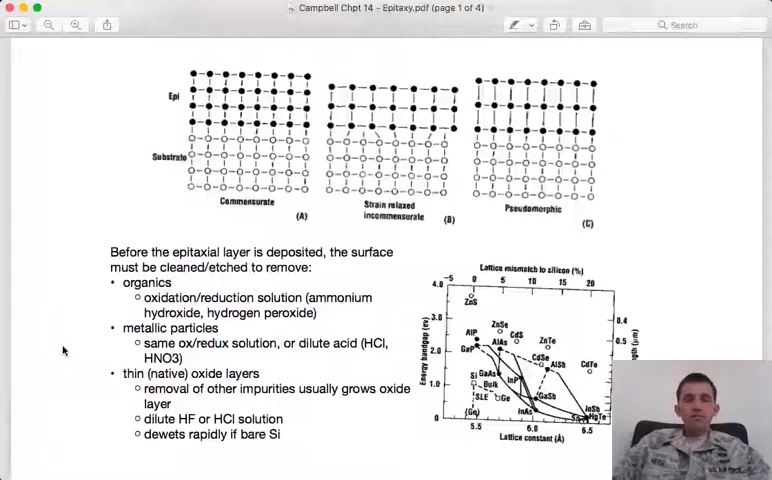 Campbell Chpt 14 - Epitaxy.pdf (page 1 of 4)
Search
Epi
Substrate
Commensurate
(A)
Strain relaxed
incommensurate
(B)
Pseudomorphic
(C)
Before the epitaxial layer is deposited, the surface
must be cleaned/etched to remove:
• organics
oxidation/reduction solution (ammonium
hydroxide, hydrogen peroxide)
• metallic particles
same ox/redux solution, or dilute acid (HCl,
HNO3)
• thin (native) oxide layers
removal of other impurities usually grows oxide
layer
dilute HF or HCl solution
dewets rapidly if bare Si
Lattice mismatch to silicon (%)
-5 0 5 10 15 20
Energy bandgap (ev)
4.0
3.0
2.0
1.0
0
0.4
0.5
ZnS
ZnSe
CdS
ZnTe
AlP
AlAs
GaP
CdSe
AlSb
CdTe
GaAs
Si
Bulk
InP
SLE
Ge
GaSb
(Ge)
InAs
InSb
HgTe
5.5 6.0 6.5
Lattice constant (Å)
U.S. AIR FORCE